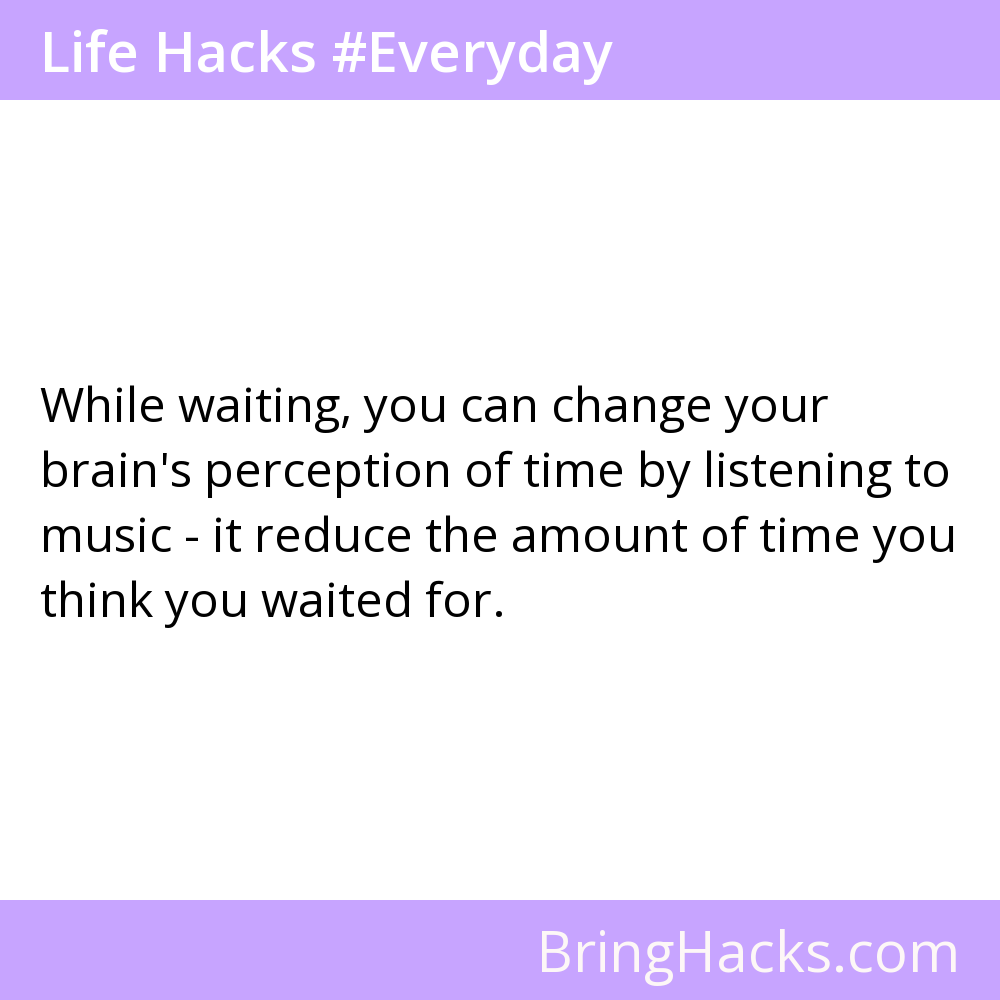 Life Hacks #Everyday
While waiting, you can change your
brain's perception of time by listening to
music - it reduce the amount of time you
think you waited for.
BringHacks.com